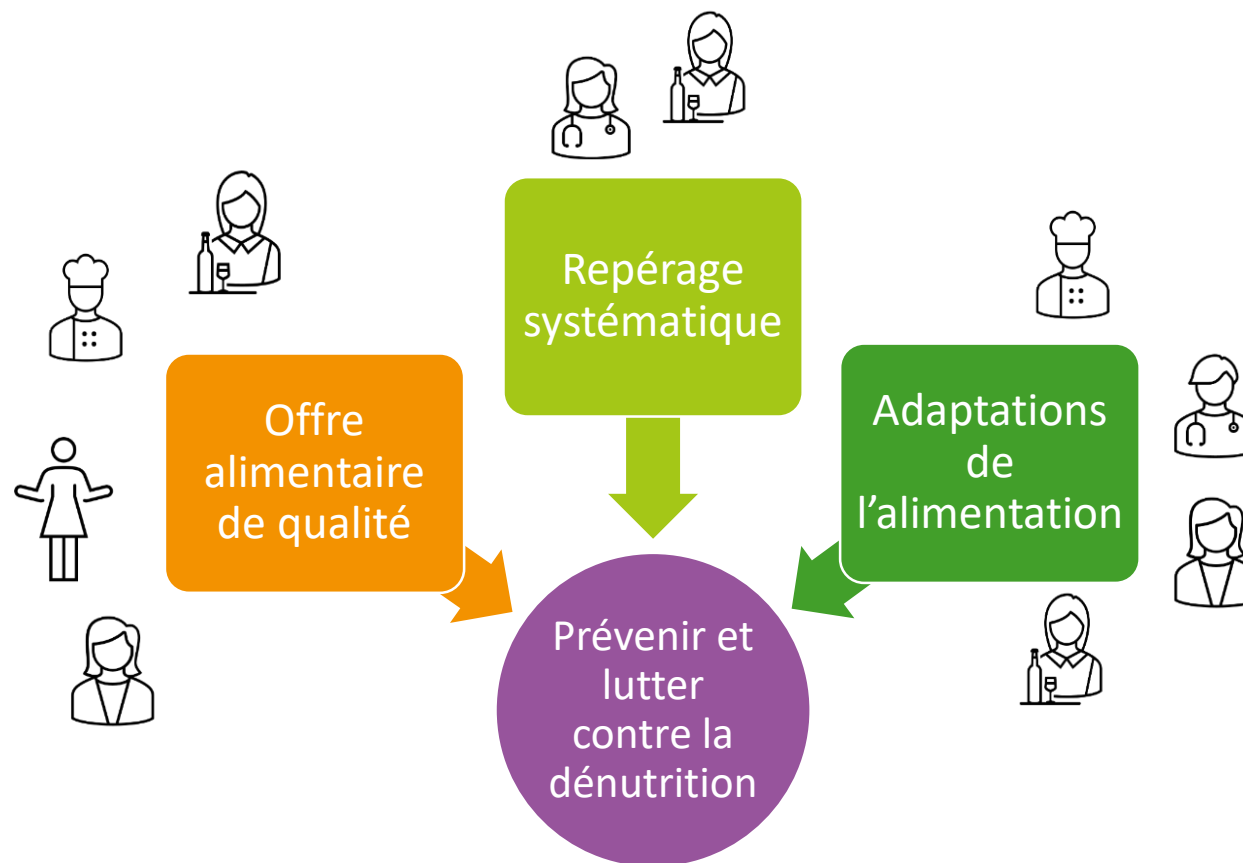 Repérage
systématique
Offre
alimentaire
de qualité
Adaptations
de
l’alimentation
Prévenir et
lutter
contre la
dénutrition